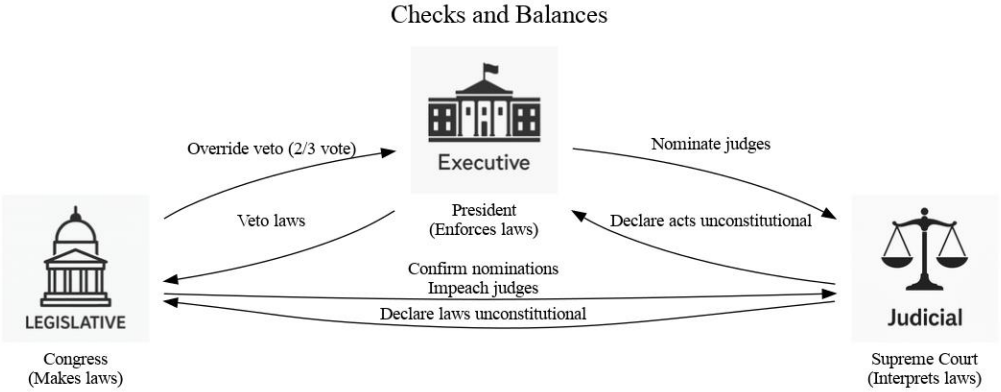 Checks and Balances
Executive
President
(Enforces laws)
Override veto (2/3 vote)
Nominate judges
Veto laws
Declare acts unconstitutional
Confirm nominations
Impeach judges
Declare laws unconstitutional
LEGISLATIVE
Congress
(Makes laws)
Judicial
Supreme Court
(Interprets laws)